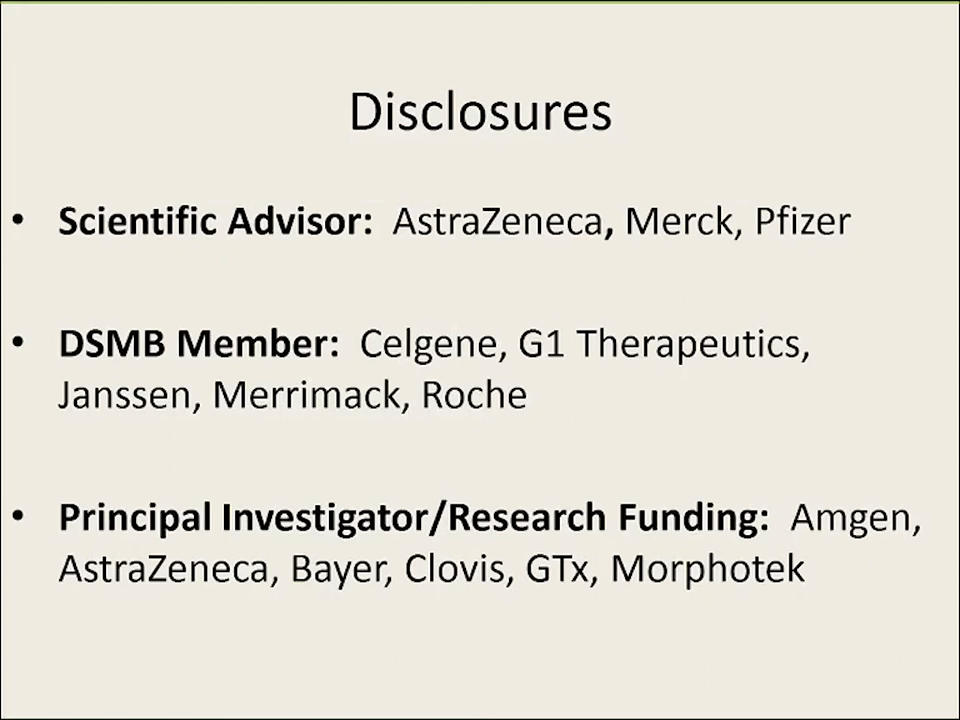 Disclosures
• Scientific Advisor: AstraZeneca, Merck, Pfizer
• DSMB Member: Celgene, G1 Therapeutics,
Janssen, Merrimack, Roche
• Principal Investigator/Research Funding: Amgen,
AstraZeneca, Bayer, Clovis, GTx, Morphotek